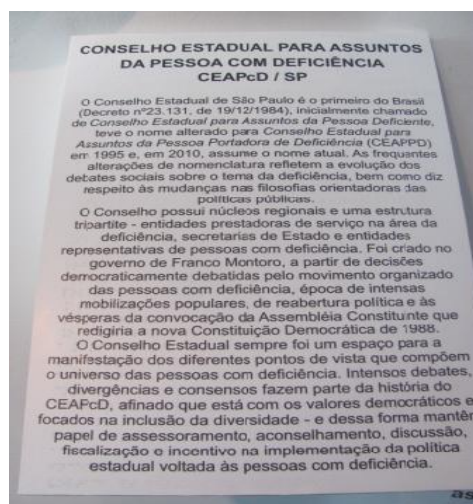 CONSELHO ESTADUAL PARA ASSUNTOS
DA PESSOA COM DEFICIÊNCIA
CEAPcD / SP
O Conselho Estadual de São Paulo é o primeiro do Brasil
(Decreto nº23.131, de 19/12/1984), inicialmente chamado
de Conselho Estadual para Assuntos da Pessoa Deficiente,
teve o nome alterado para Conselho Estadual para
Assuntos da Pessoa Portadora de Deficiência (CEAPPD)
em 1995 e, em 2010, assume o nome atual. As frequentes
alterações de nomenclatura refletem a evolução dos
debates sociais sobre o tema da deficiência, bem como diz
respeito às mudanças nas filosofias orientadoras das
políticas públicas.
O Conselho possui núcleos regionais e uma estrutura
tripartite - entidades prestadoras de serviço na área da
deficiência, secretarias de Estado e entidades
representativas de pessoas com deficiência. Foi criado no
governo de Franco Montoro, a partir de decisões
democraticamente debatidas pelo movimento organizado
das pessoas com deficiência, época de intensas
mobilizações populares, de reabertura política e às
vésperas da convocação da Assembléia Constituinte que
redigiria a nova Constituição Democrática de 1988.
O Conselho Estadual sempre foi um espaço para a
manifestação dos diferentes pontos de vista que compõem
o universo das pessoas com deficiência. Intensos debates,
divergências e consensos fazem parte da história do
CEAPcD, afinado que está com os valores democráticos e
focados na inclusão da diversidade - e dessa forma mantém
papel de assessoramento, aconselhamento, discussão,
fiscalização e incentivo na implementação da política
estadual voltada às pessoas com deficiência.